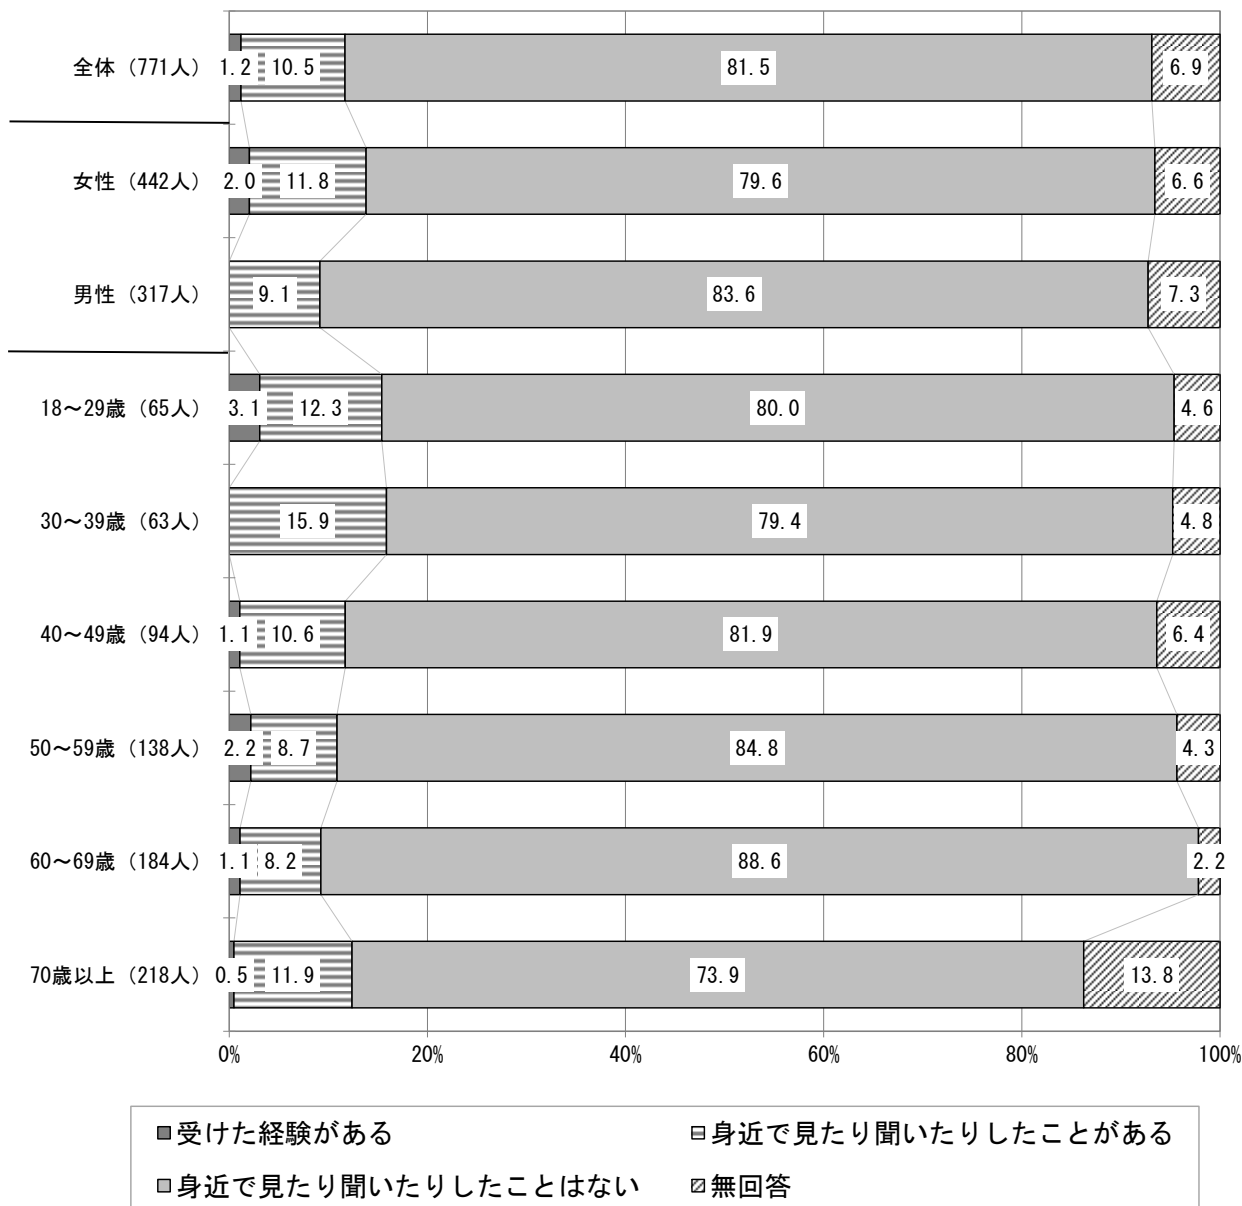 全体（771人） 1.2 10.5 81.5 6.9
女性（442人） 2.0 11.8 79.6 6.6
男性（317人） 9.1 83.6 7.3
18～29歳（65人） 3.1 12.3 80.0 4.6
30～39歳（63人） 15.9 79.4 4.8
40～49歳（94人） 1.1 10.6 81.9 6.4
50～59歳（138人） 2.2 8.7 84.8 4.3
60～69歳（184人） 1.1 8.2 88.6 2.2
70歳以上（218人） 0.5 11.9 73.9 13.8
0% 20% 40% 60% 80% 100%
受けた経験がある 身近で見たり聞いたりしたことがある
身近で見たり聞いたりしたことはない 無回答